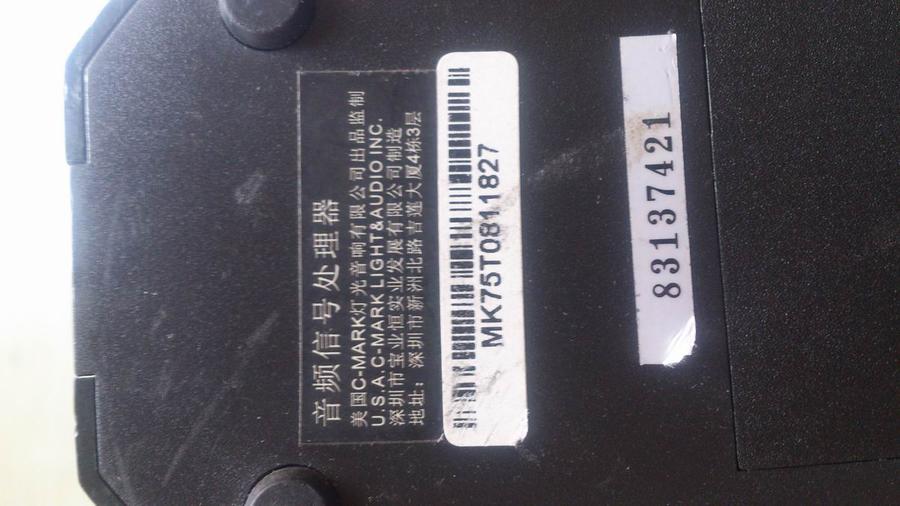 音频信号处理器
美国C-MARK灯光音响有限公司出品监制
U.S.A.C-MARK LIGHT&AUDIO INC.
深圳市宝业恒实业发展有限公司制造
地址：深圳市新洲北路吉莲大厦4栋3层
MK75T0811827
83137421